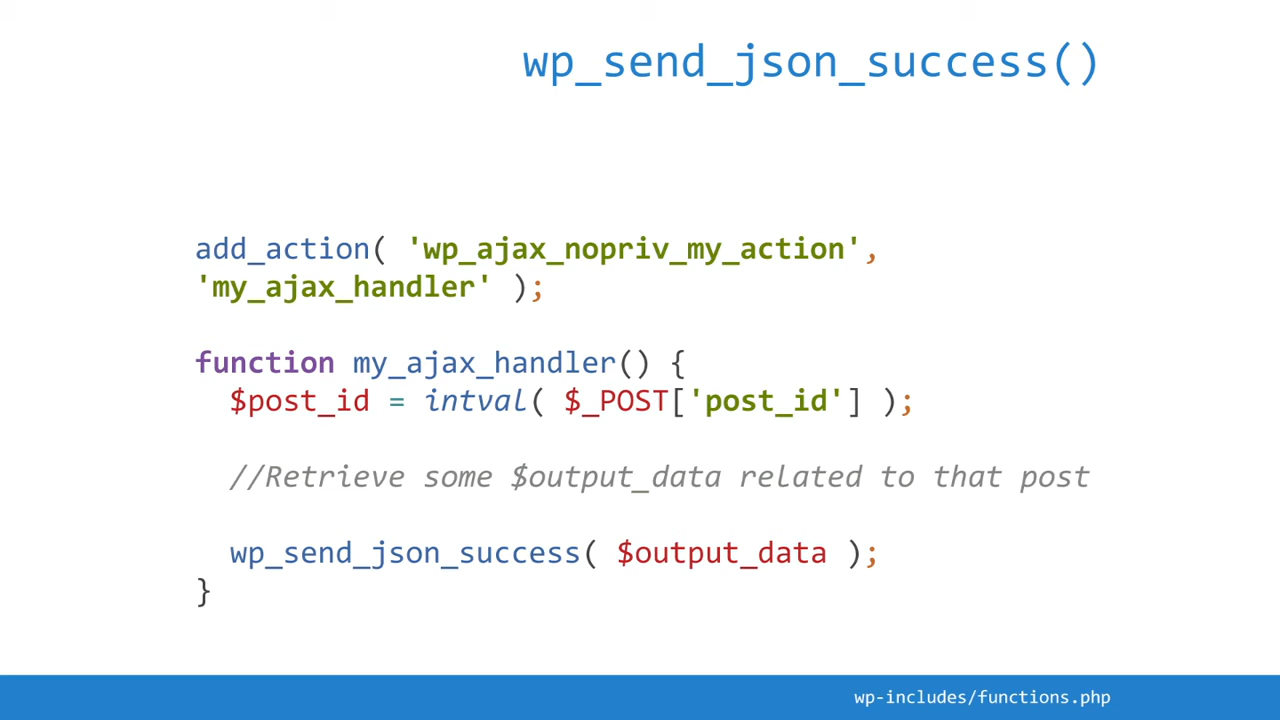 wp_send_json_success()
add_action( 'wp_ajax_nopriv_my_action',
'my_ajax_handler' );
function my_ajax_handler() {
$post_id = intval( $_POST['post_id'] );
//Retrieve some $output_data related to that post
wp_send_json_success( $output_data );
}
wp-includes/functions.php